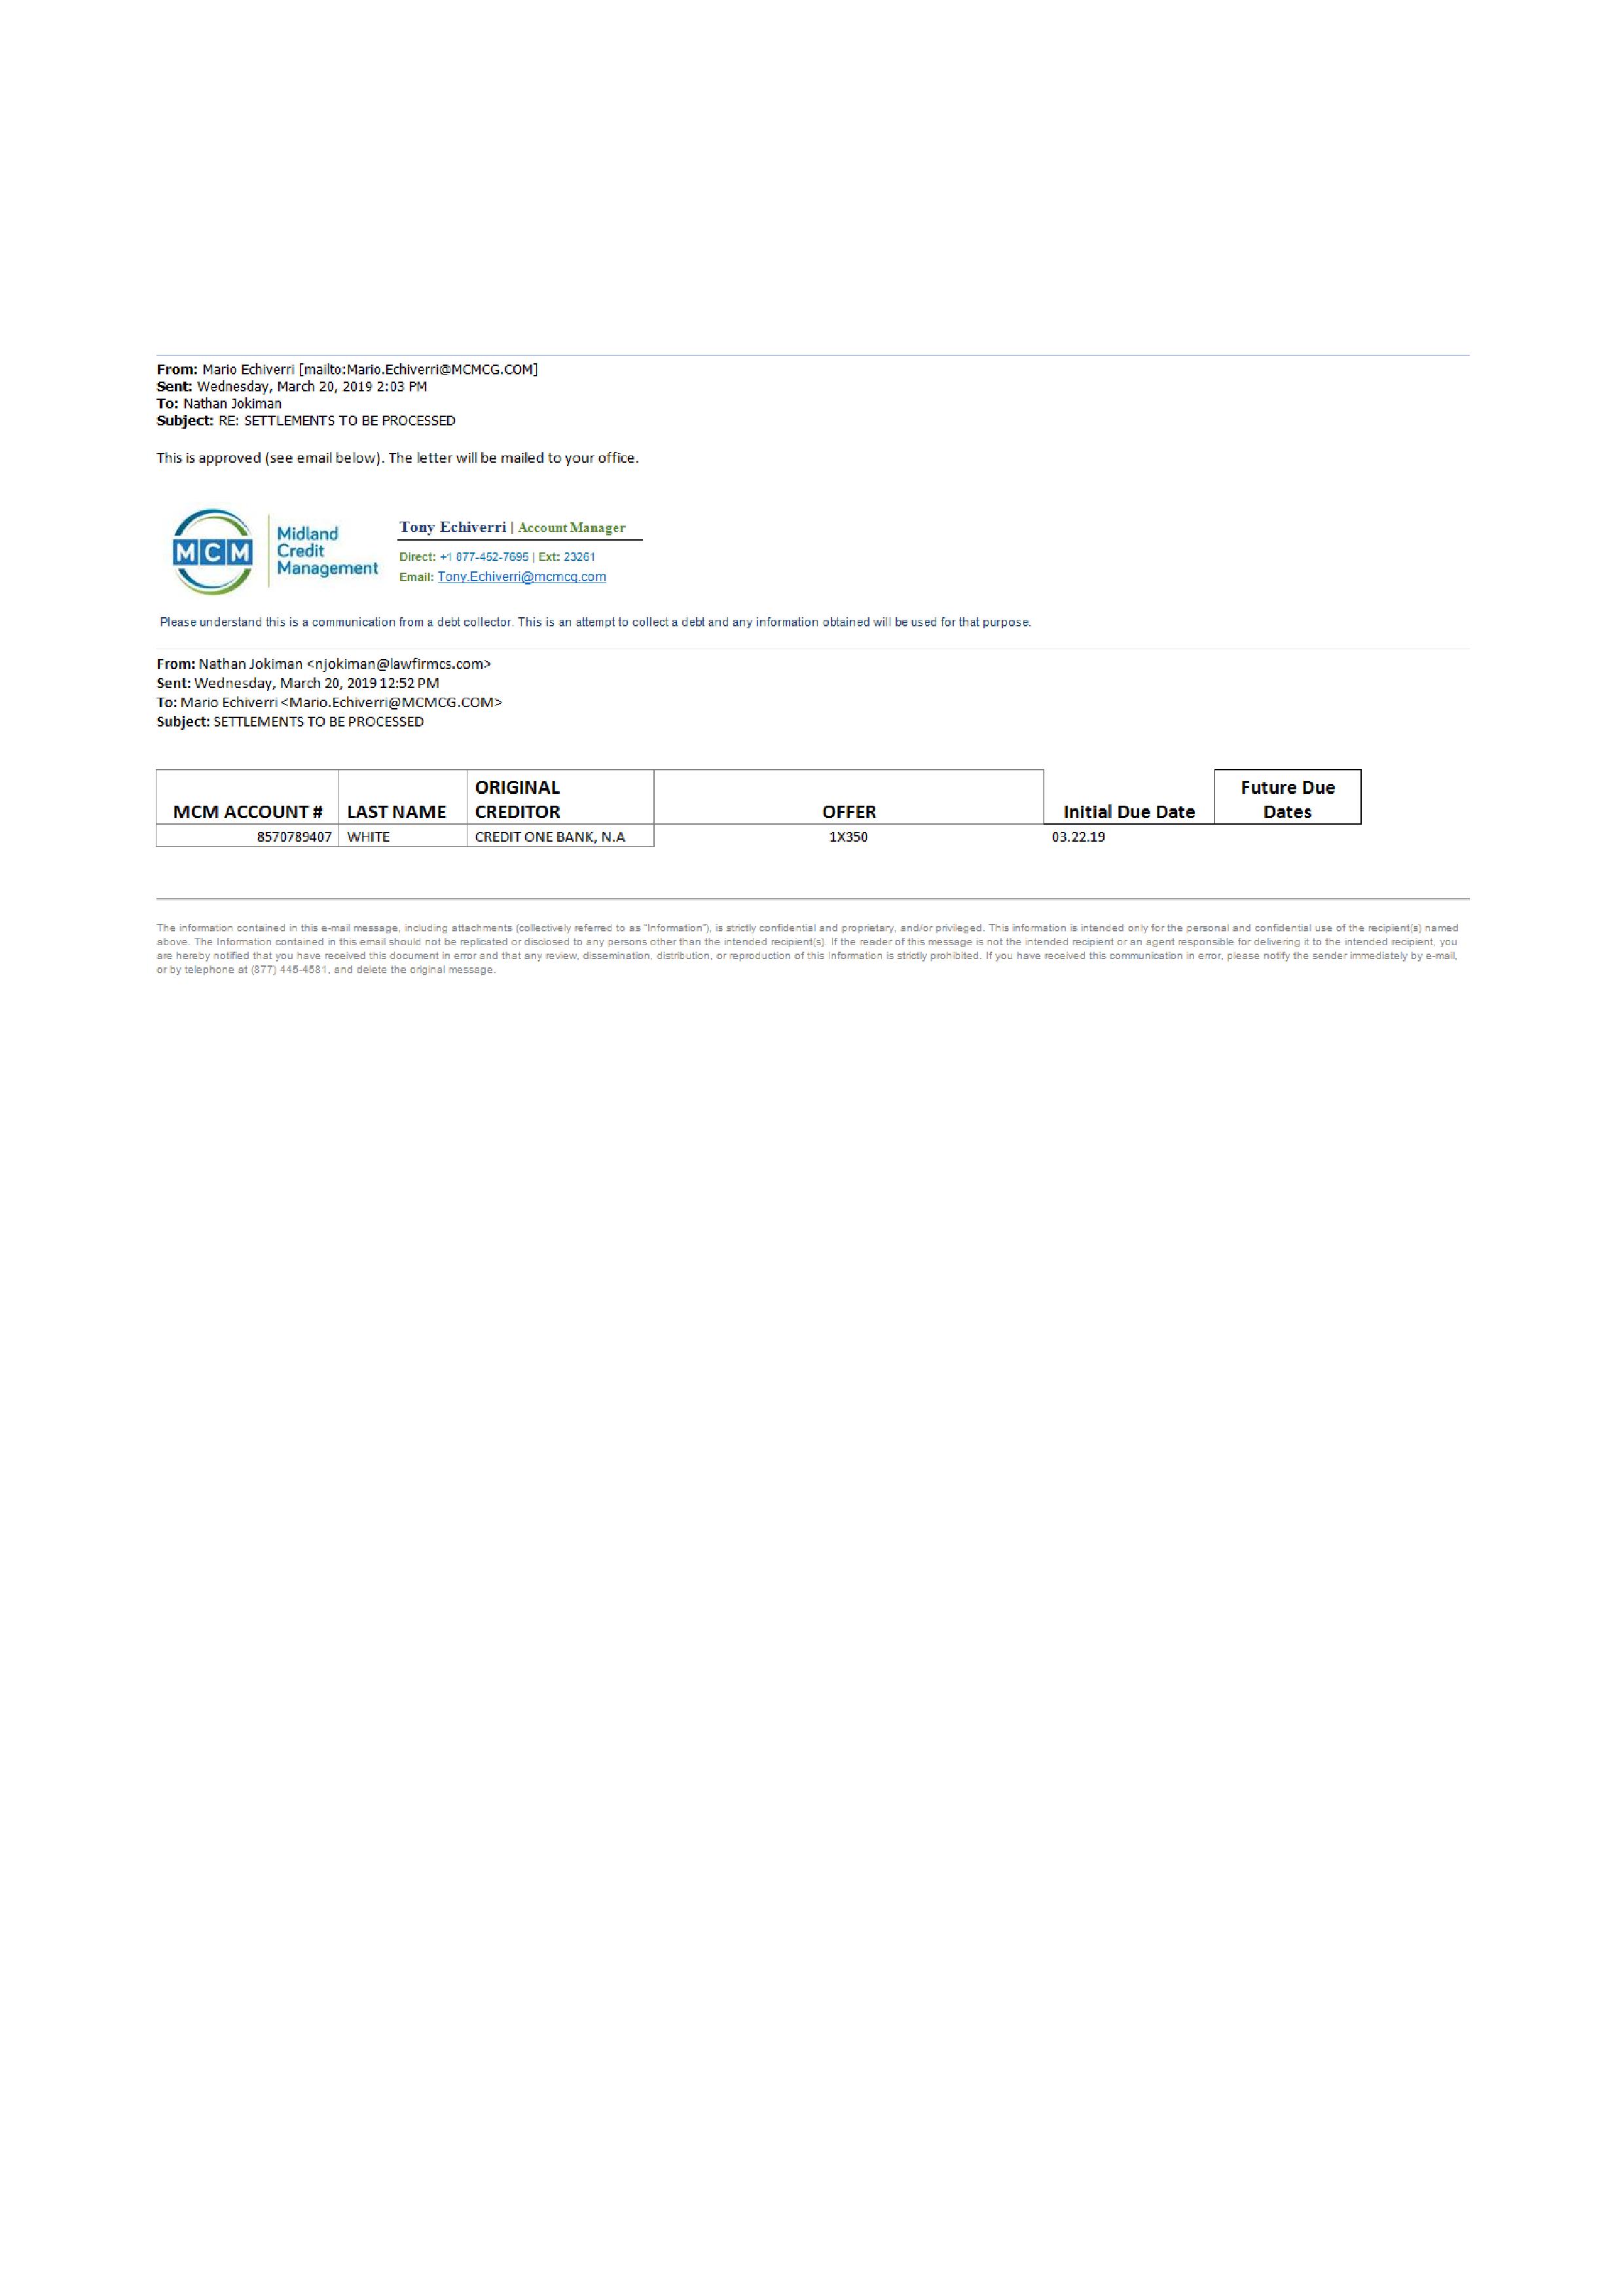 From: Mario Echiverri [mailto:Mario.Echiverri@MCMCG.COM]
Sent: Wednesday, March 20, 2019 2:03 PM
To: Nathan Jokiman
Subject: RE: SETTLEMENTS TO BE PROCESSED
This is approved (see email below). The letter will be mailed to your office.
MCM
Midland
Credit
Management
Tony Echiverri | Account Manager
Direct: +1 877-452-7695 | Ext: 23261
Email: Tony.Echiverri@mcmcg.com
Please understand this is a communication from a debt collector. This is an attempt to collect a debt and any information obtained will be used for that purpose.
From: Nathan Jokiman <njokiman@lawfirmcs.com>
Sent: Wednesday, March 20, 2019 12:52 PM
To: Mario Echiverri <Mario.Echiverri@MCMCG.COM>
Subject: SETTLEMENTS TO BE PROCESSED
ORIGINAL Future Due
MCM ACCOUNT # LAST NAME CREDITOR OFFER Initial Due Date Dates
8570789407 WHITE CREDIT ONE BANK, N.A 1X350 03.22.19
The information contained in this e-mail message, including attachments (collectively referred to as "Information"), is strictly confidential and proprietary, and/or privileged. This information is intended only for the personal and confidential use of the recipient(s) named
above. The Information contained in this email should not be replicated or disclosed to any persons other than the intended recipient(s). If the reader of this message is not the intended recipient or an agent responsible for delivering it to the intended recipient, you
are hereby notified that you have received this document in error and that any review, dissemination, distribution, or reproduction of this Information is strictly prohibited. If you have received this communication in error, please notify the sender immediately by e-mail,
or by telephone at (877) 445-4581, and delete the original message.